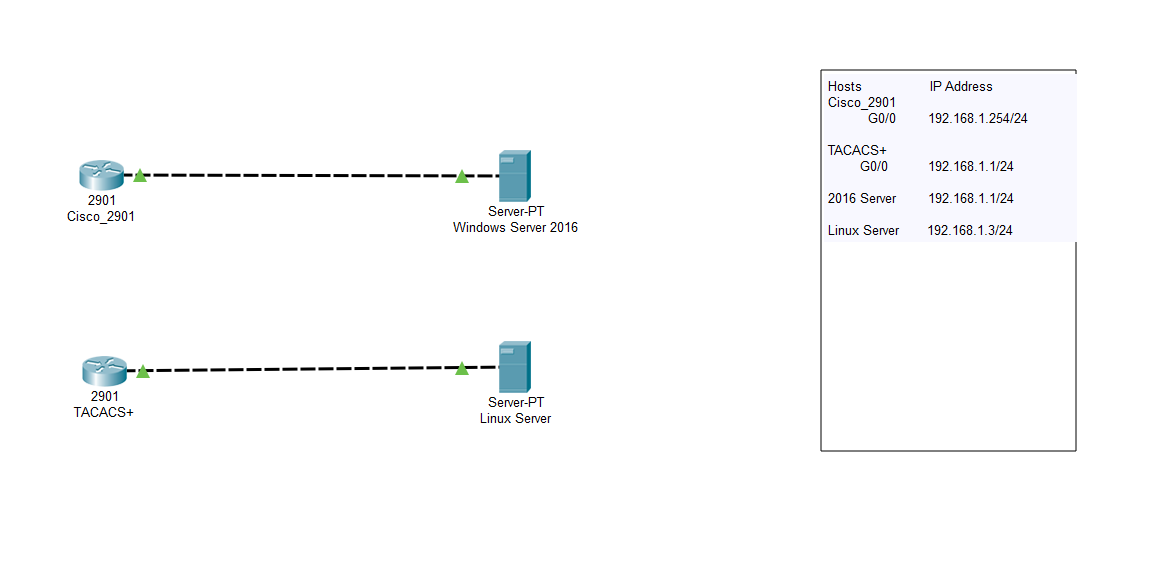 2901
Cisco_2901
Server-PT
Windows Server 2016
2901
TACACS+
Server-PT
Linux Server
Hosts IP Address
Cisco_2901
G0/0 192.168.1.254/24
TACACS+
G0/0 192.168.1.1/24
2016 Server 192.168.1.1/24
Linux Server 192.168.1.3/24